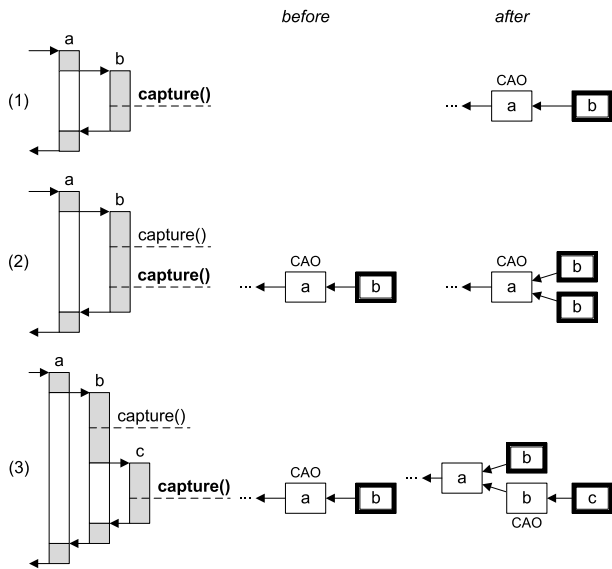 before after
a
b
CAO
(1) capture() ... a b
a
b
capture() CAO CAO b
(2) capture() ... a b ... a
b
a
b
capture()
c CAO b
(3) capture() ... a b ... a
b c
CAO